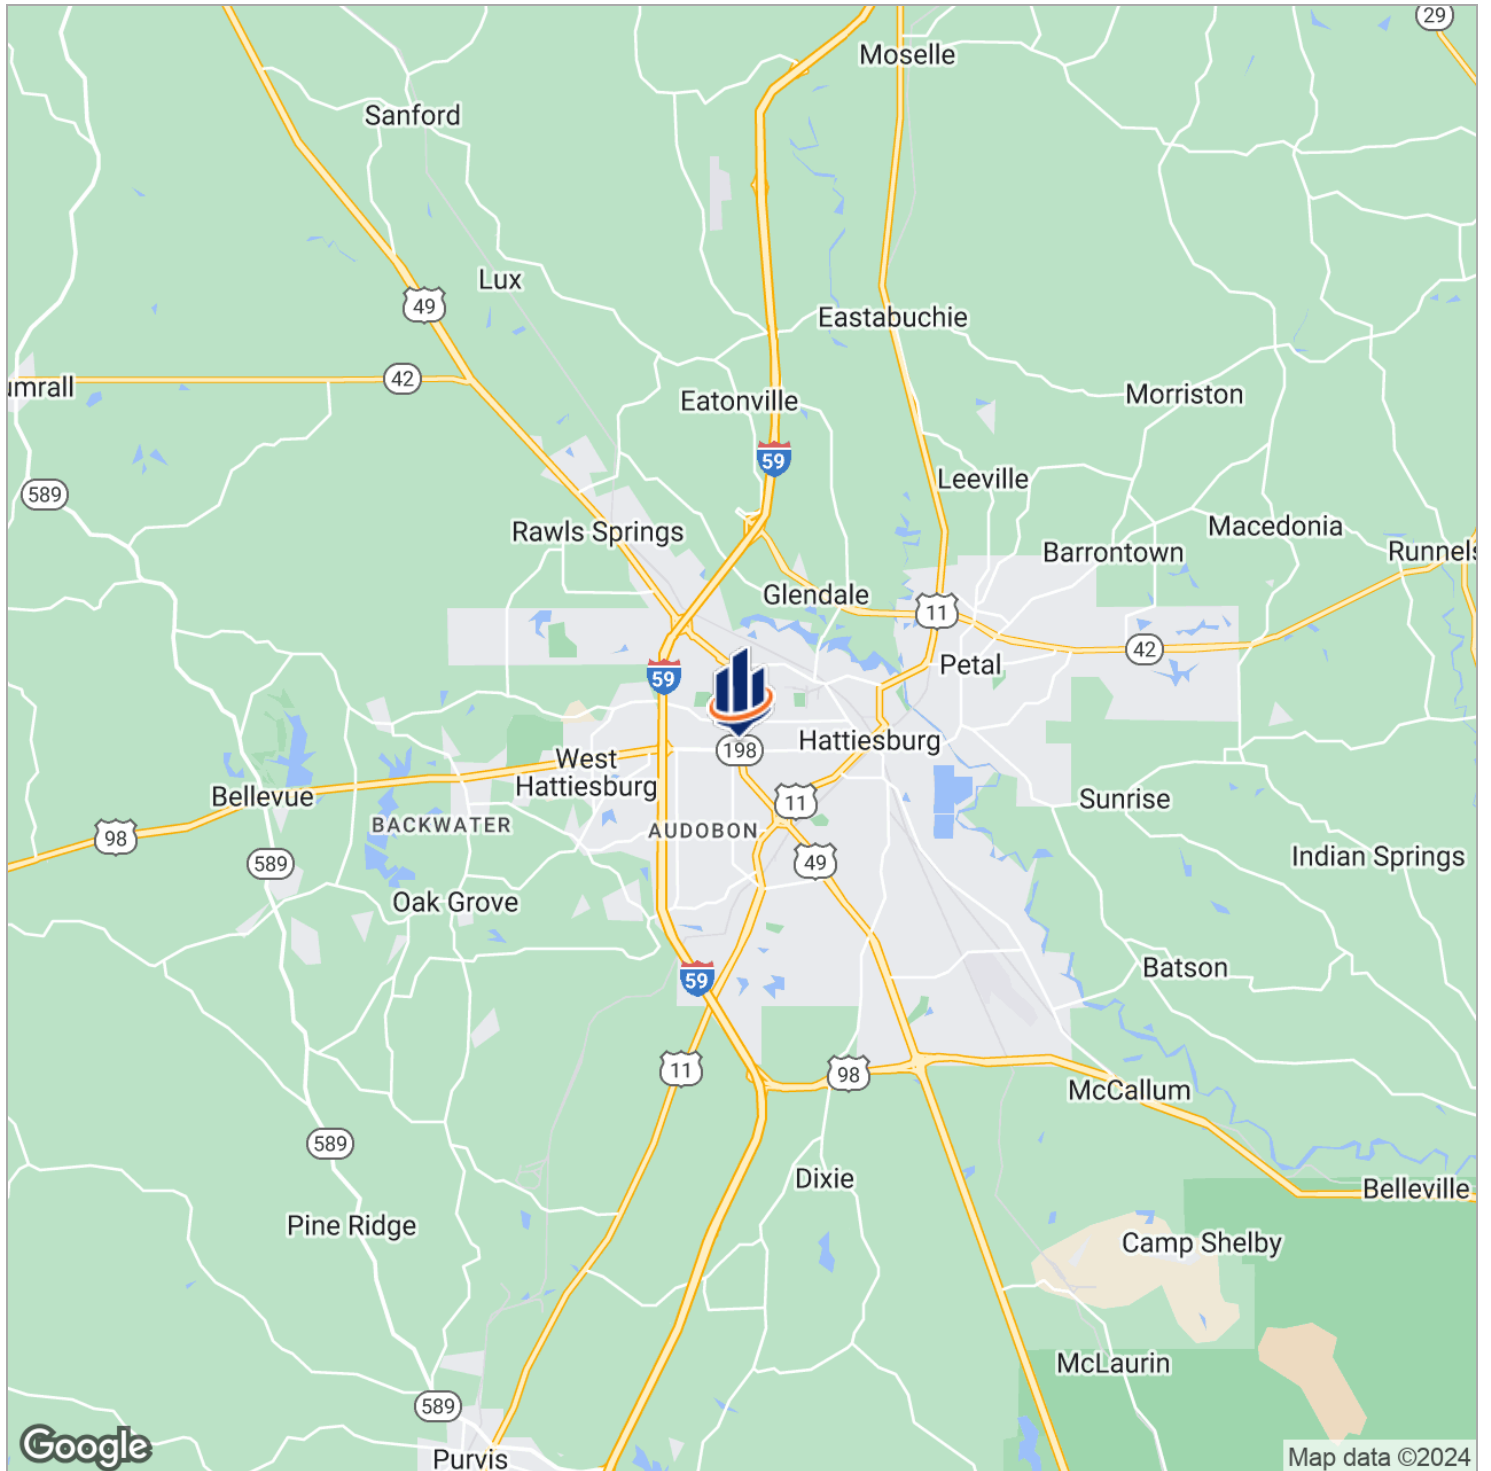 29
Moselle
Sanford
Lux
49
Eastabuchie
umrall
42
Eatonville
Morriston
59
Leeville
589
Rawls Springs
Macedonia
Barrontown
Runnels
Glendale
11
42
Petal
59
Hattiesburg
198
West
Hattiesburg
Bellevue
11
Sunrise
BACKWATER
AUDOBON
98
589
49
Indian Springs
Oak Grove
Batson
59
11
98
McCallum
589
Dixie
Belleville
Pine Ridge
Camp Shelby
McLaurin
589
Google
Purvis
Map data ©2024